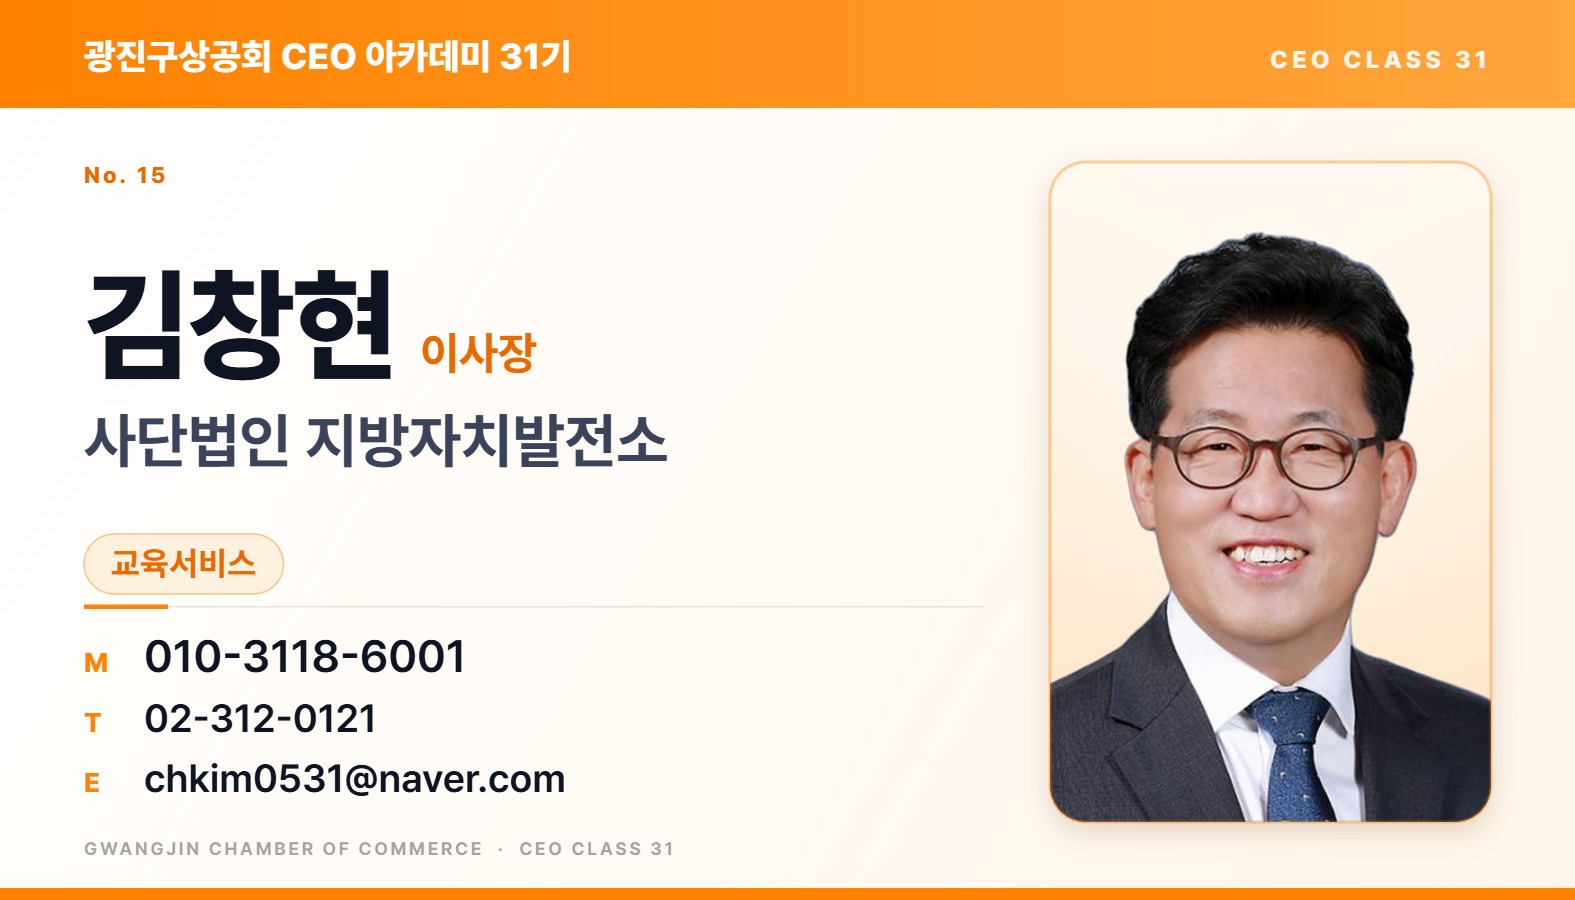 광진구상공회 CEO 아카데미 31기
CEO CLASS 31
No. 15
김창현 이사장
사단법인 지방자치발전소
교육서비스
M 010-3118-6001
T 02-312-0121
E chkim0531@naver.com
GWANGJIN CHAMBER OF COMMERCE · CEO CLASS 31